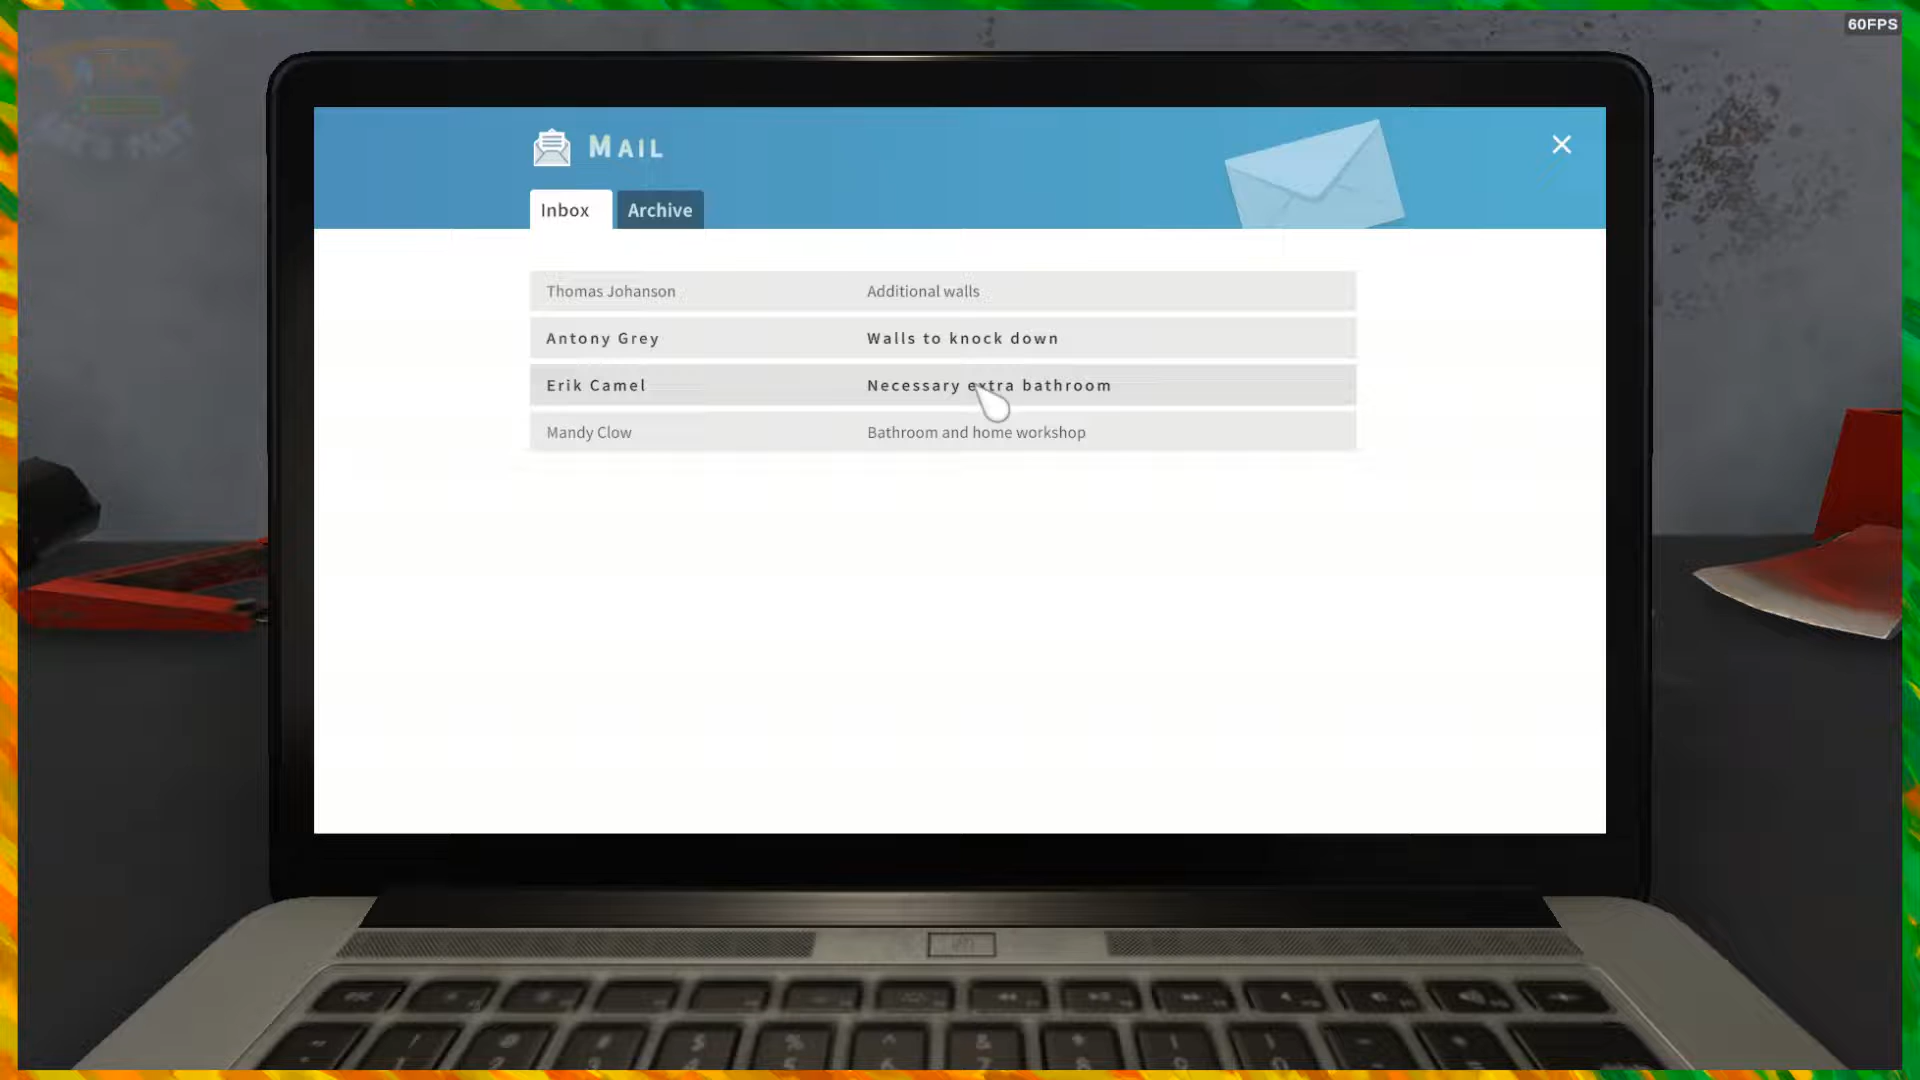 60FPS
MAIL
Inbox Archive
Thomas Johanson Additional walls
Antony Grey Walls to knock down
Erik Camel Necessary extra bathroom
Mandy Clow Bathroom and home workshop